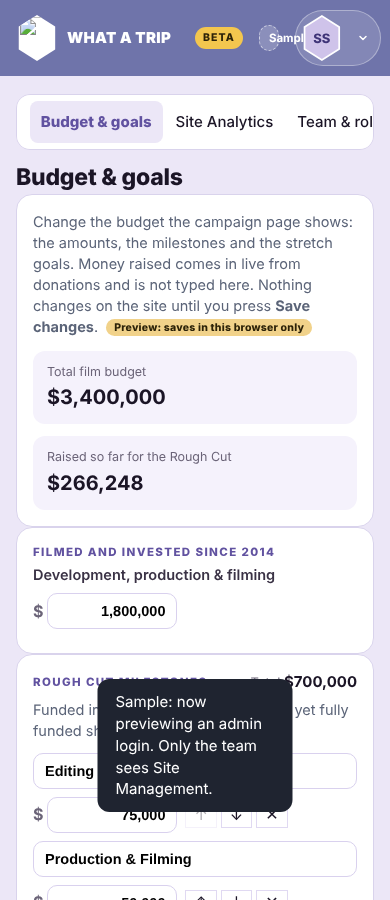 WHAT A TRIP
BETA
Sampl
SS
Budget & goals
Site Analytics
Team & rol
Budget & goals
Change the budget the campaign page shows:
the amounts, the milestones and the stretch
goals. Money raised comes in live from
donations and is not typed here. Nothing
changes on the site until you press Save
changes. Preview: saves in this browser only
Total film budget
$3,400,000
Raised so far for the Rough Cut
$266,248
FILMED AND INVESTED SINCE 2014
Development, production & filming
$ 1,800,000
ROUGH CUT $700,000
Funded in yet fully
funded sh
Sample: now
previewing an admin
login. Only the team
sees Site
Management.
Editing
$ 75,000 ↑ ↓ ✕
Production & Filming
$ 50,000 ↑ ↓ ✕